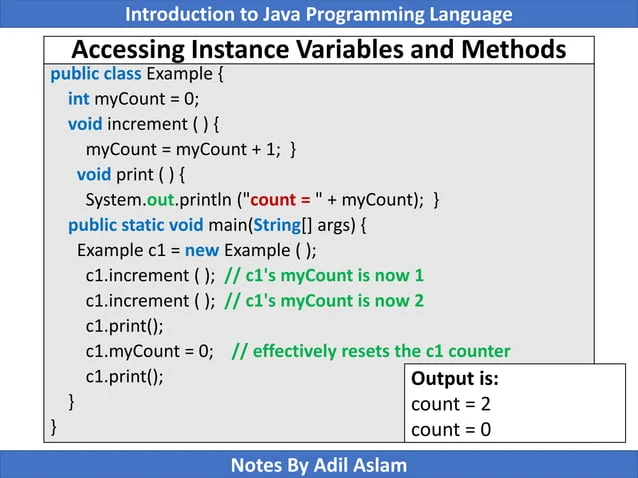 Introduction to Java Programming Language
Accessing Instance Variables and Methods
public class Example {
int myCount = 0;
void increment ( ) {
myCount = myCount + 1;  }
void print ( ) {
System.out.println ("count = " + myCount);  }
public static void main(String[] args) {
Example c1 = new Example ( );
c1.increment ( );  // c1's myCount is now 1
c1.increment ( );  // c1's myCount is now 2
c1.print();
c1.myCount = 0;   // effectively resets the c1 counter
c1.print();
}
}
Output is:
count = 2
count = 0
Notes By Adil Aslam